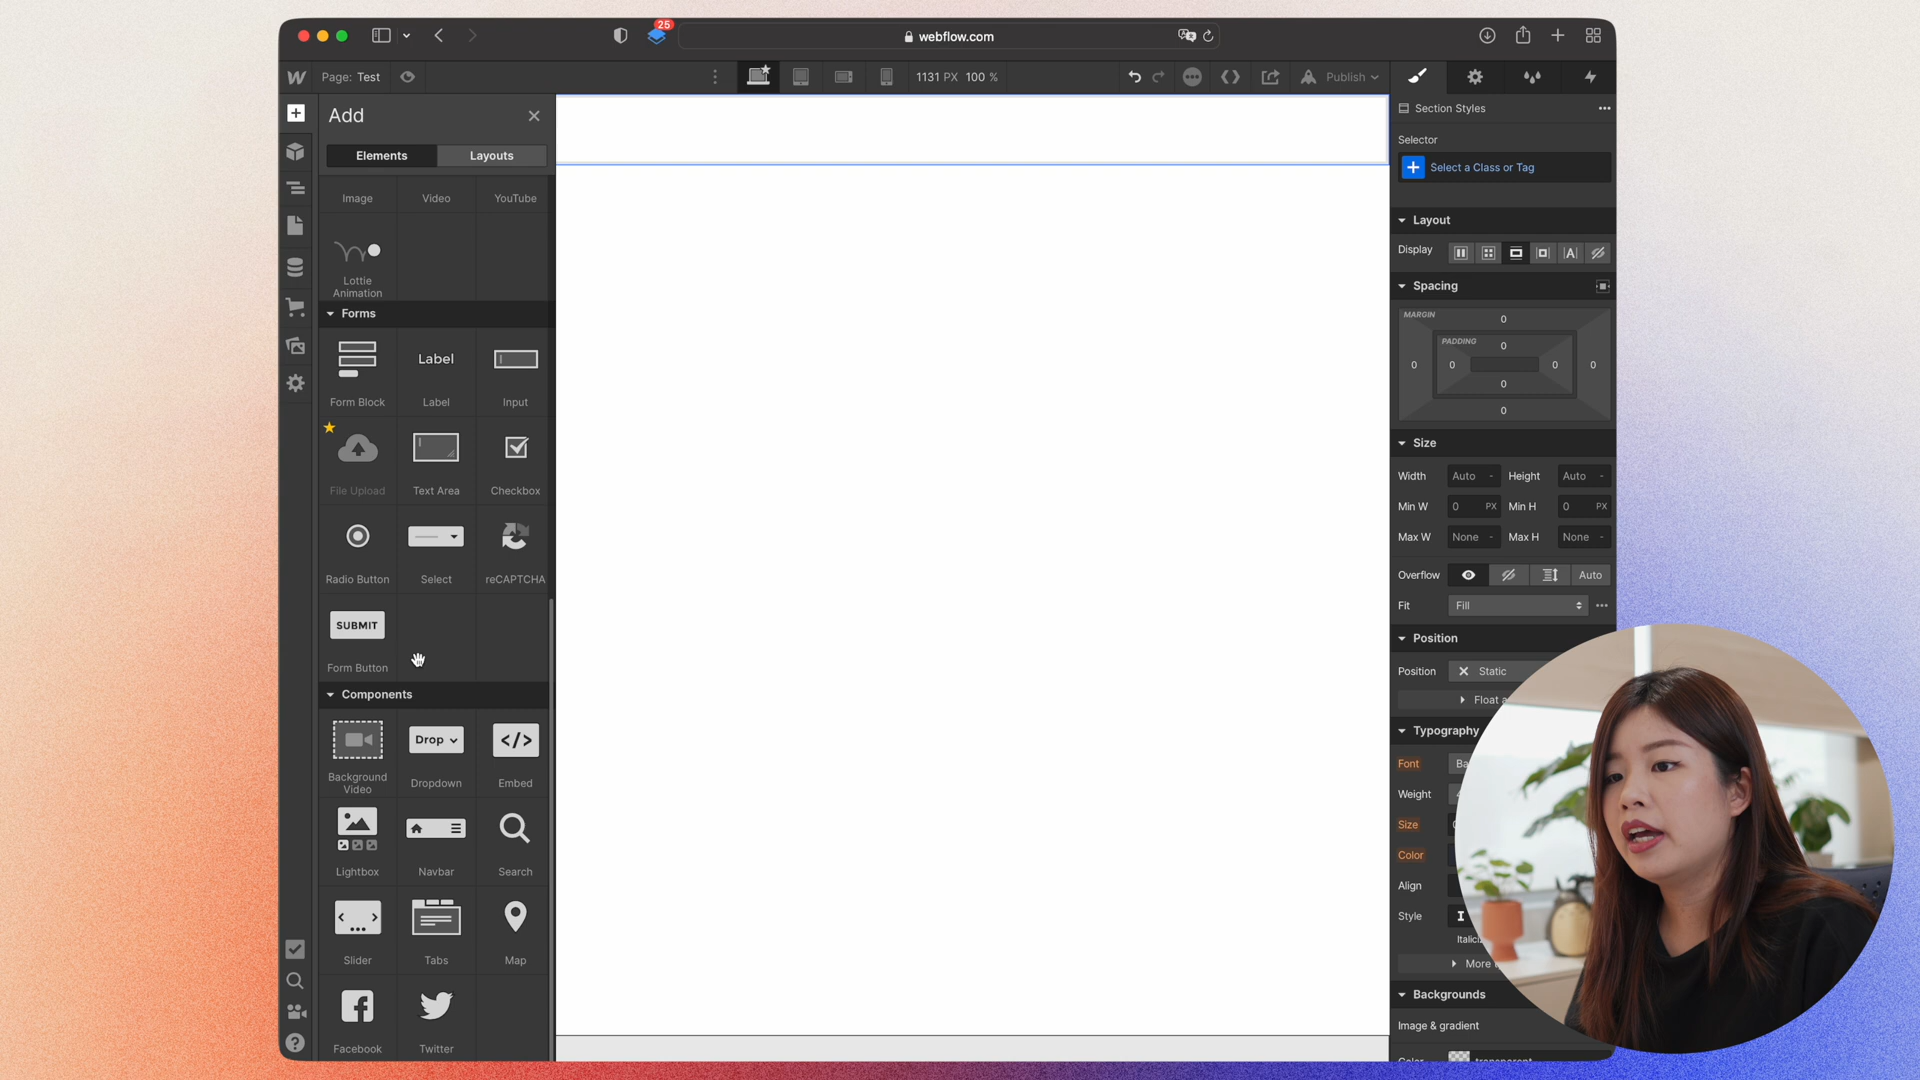 25
webflow.com
Page: Test
1131 PX 100 %
Publish
Add
Elements
Layouts
Image
Video
YouTube
Lottie
Animation
Forms
Label
Form Block
Label
Input
File Upload
Text Area
Checkbox
Radio Button
Select
reCAPTCHA
SUBMIT
Form Button
Components
Drop
</>
Background
Video
Dropdown
Embed
Lightbox
Navbar
Search
Slider
Tabs
Map
Facebook
Twitter
Section Styles
Selector
Select a Class or Tag
Layout
Display
Spacing
MARGIN
0
PADDING
0
0
0
0
0
0
0
Size
Width Auto - Height Auto -
Min W 0 PX Min H 0 PX
Max W None - Max H None -
Overflow Auto
Fit Fill
Position
Position Static
Float a
Typography
Font Ba
Weight
Size
Color
Align
Style
Italici
More
Backgrounds
Image & gradient
Color transparent